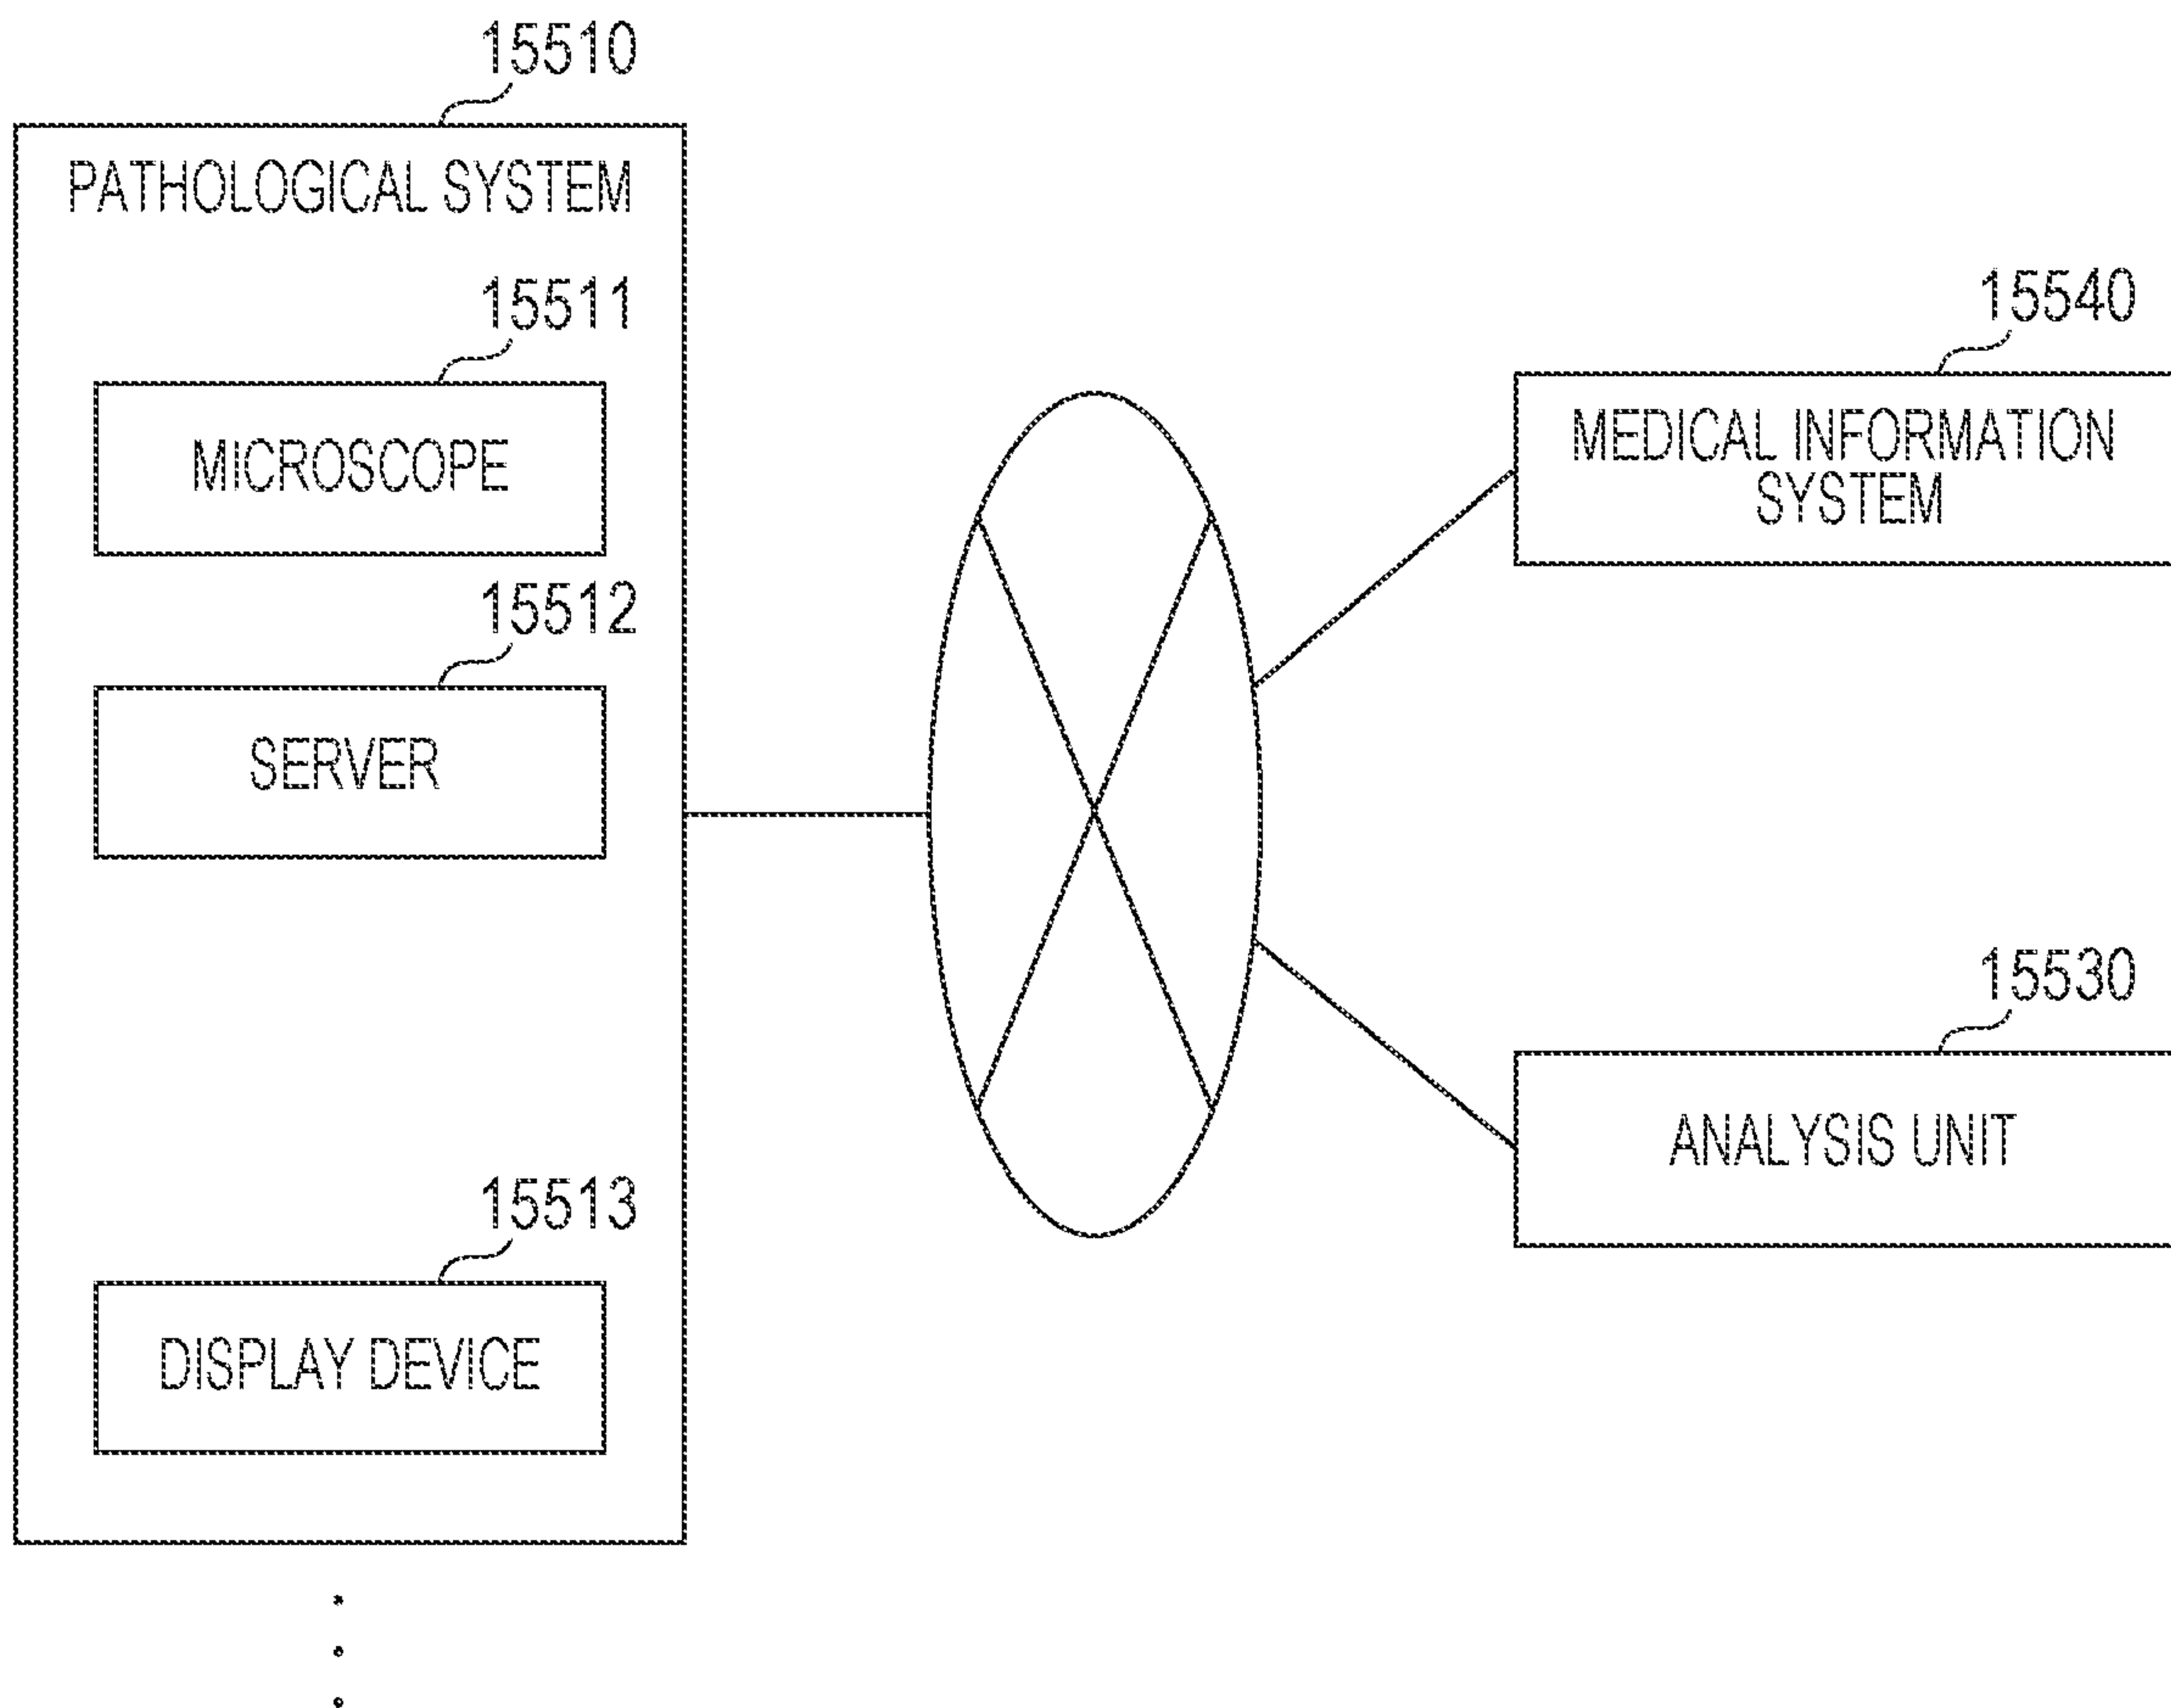 15510
PATHOLOGICAL SYSTEM
15511
MICROSCOPE
15512
SERVER
15513
DISPLAY DEVICE
15540
MEDICAL INFORMATION
SYSTEM
15530
ANALYSIS UNIT